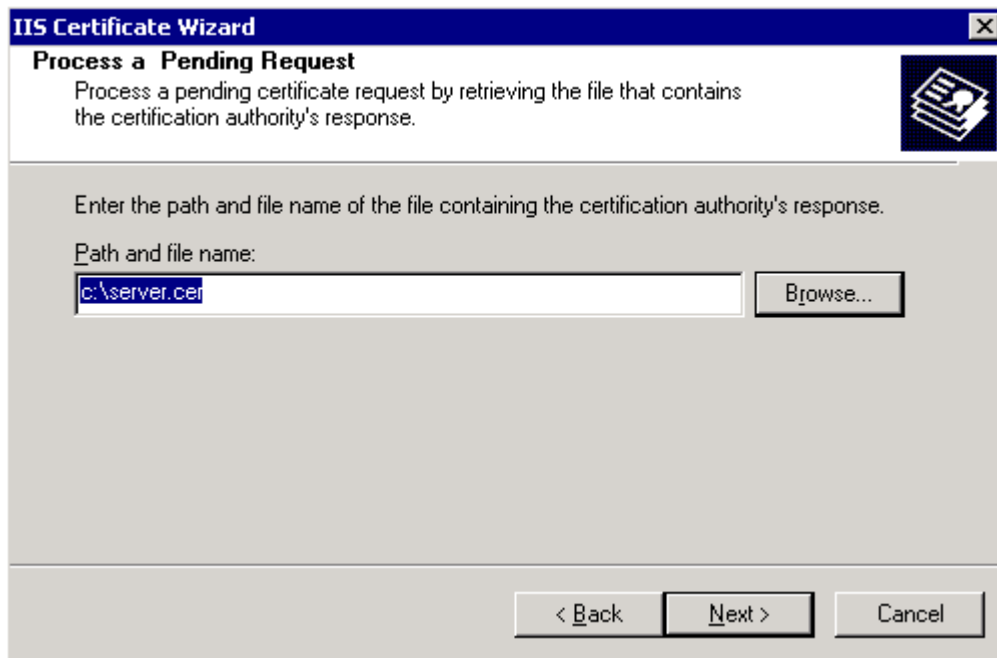 IIS Certificate Wizard
Process a  Pending Request
Process a pending certificate request by retrieving the file that contains
the certification authority's response.
Enter the path and file name of the file containing the certification authority's response.
Path and file name:
c:\server.cer
Browse...
< Back
Next >
Cancel